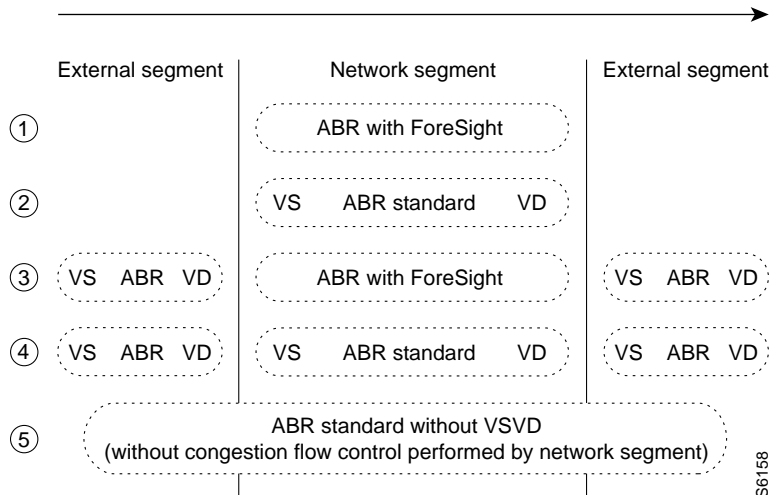 External segment Network segment External segment
1 ABR with ForeSight
2 VS ABR standard VD
3 VS ABR VD ABR with ForeSight VS ABR VD
4 VS ABR VD VS ABR standard VD VS ABR VD
5 ABR standard without VSVD
(without congestion flow control performed by network segment)
S6158